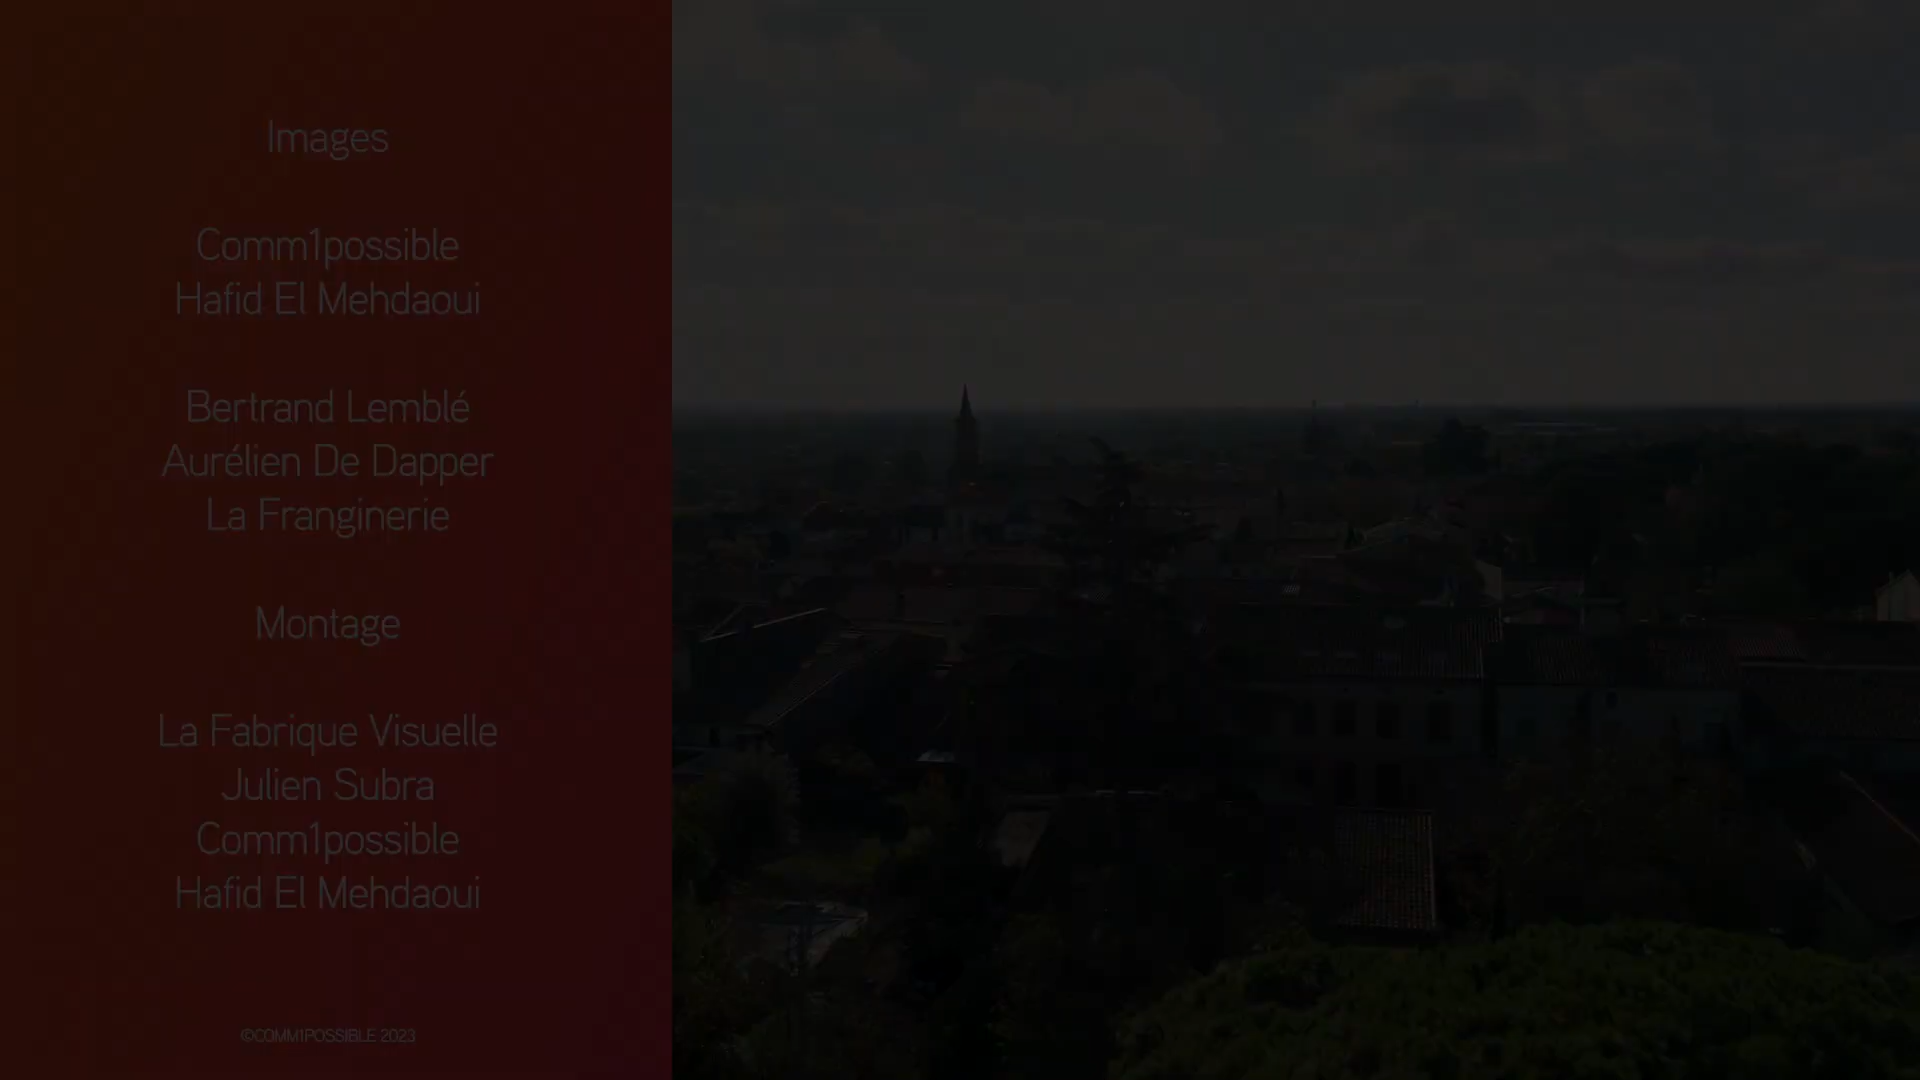 Images
Comm1possible
Hafid El Mehdaoui
Bertrand Lemblé
Aurélien De Dapper
La Franginerie
Montage
La Fabrique Visuelle
Julien Subra
Comm1possible
Hafid El Mehdaoui
©COMM1POSSIBLE 2023